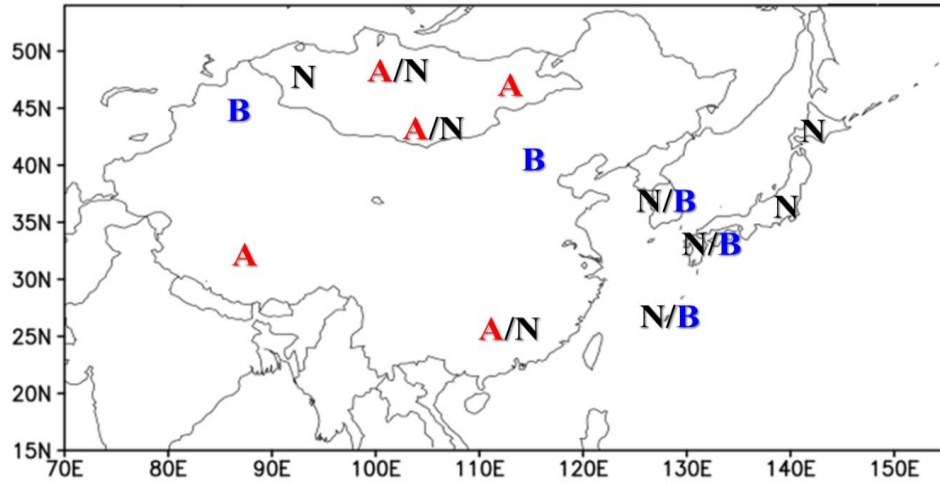 50N
N
A/N
A
45N
B
A/N
N
40N
B
N/B
N
35N
N/B
A
30N
N/B
A/N
25N
20N
15N
70E 80E 90E 100E 110E 120E 130E 140E 150E